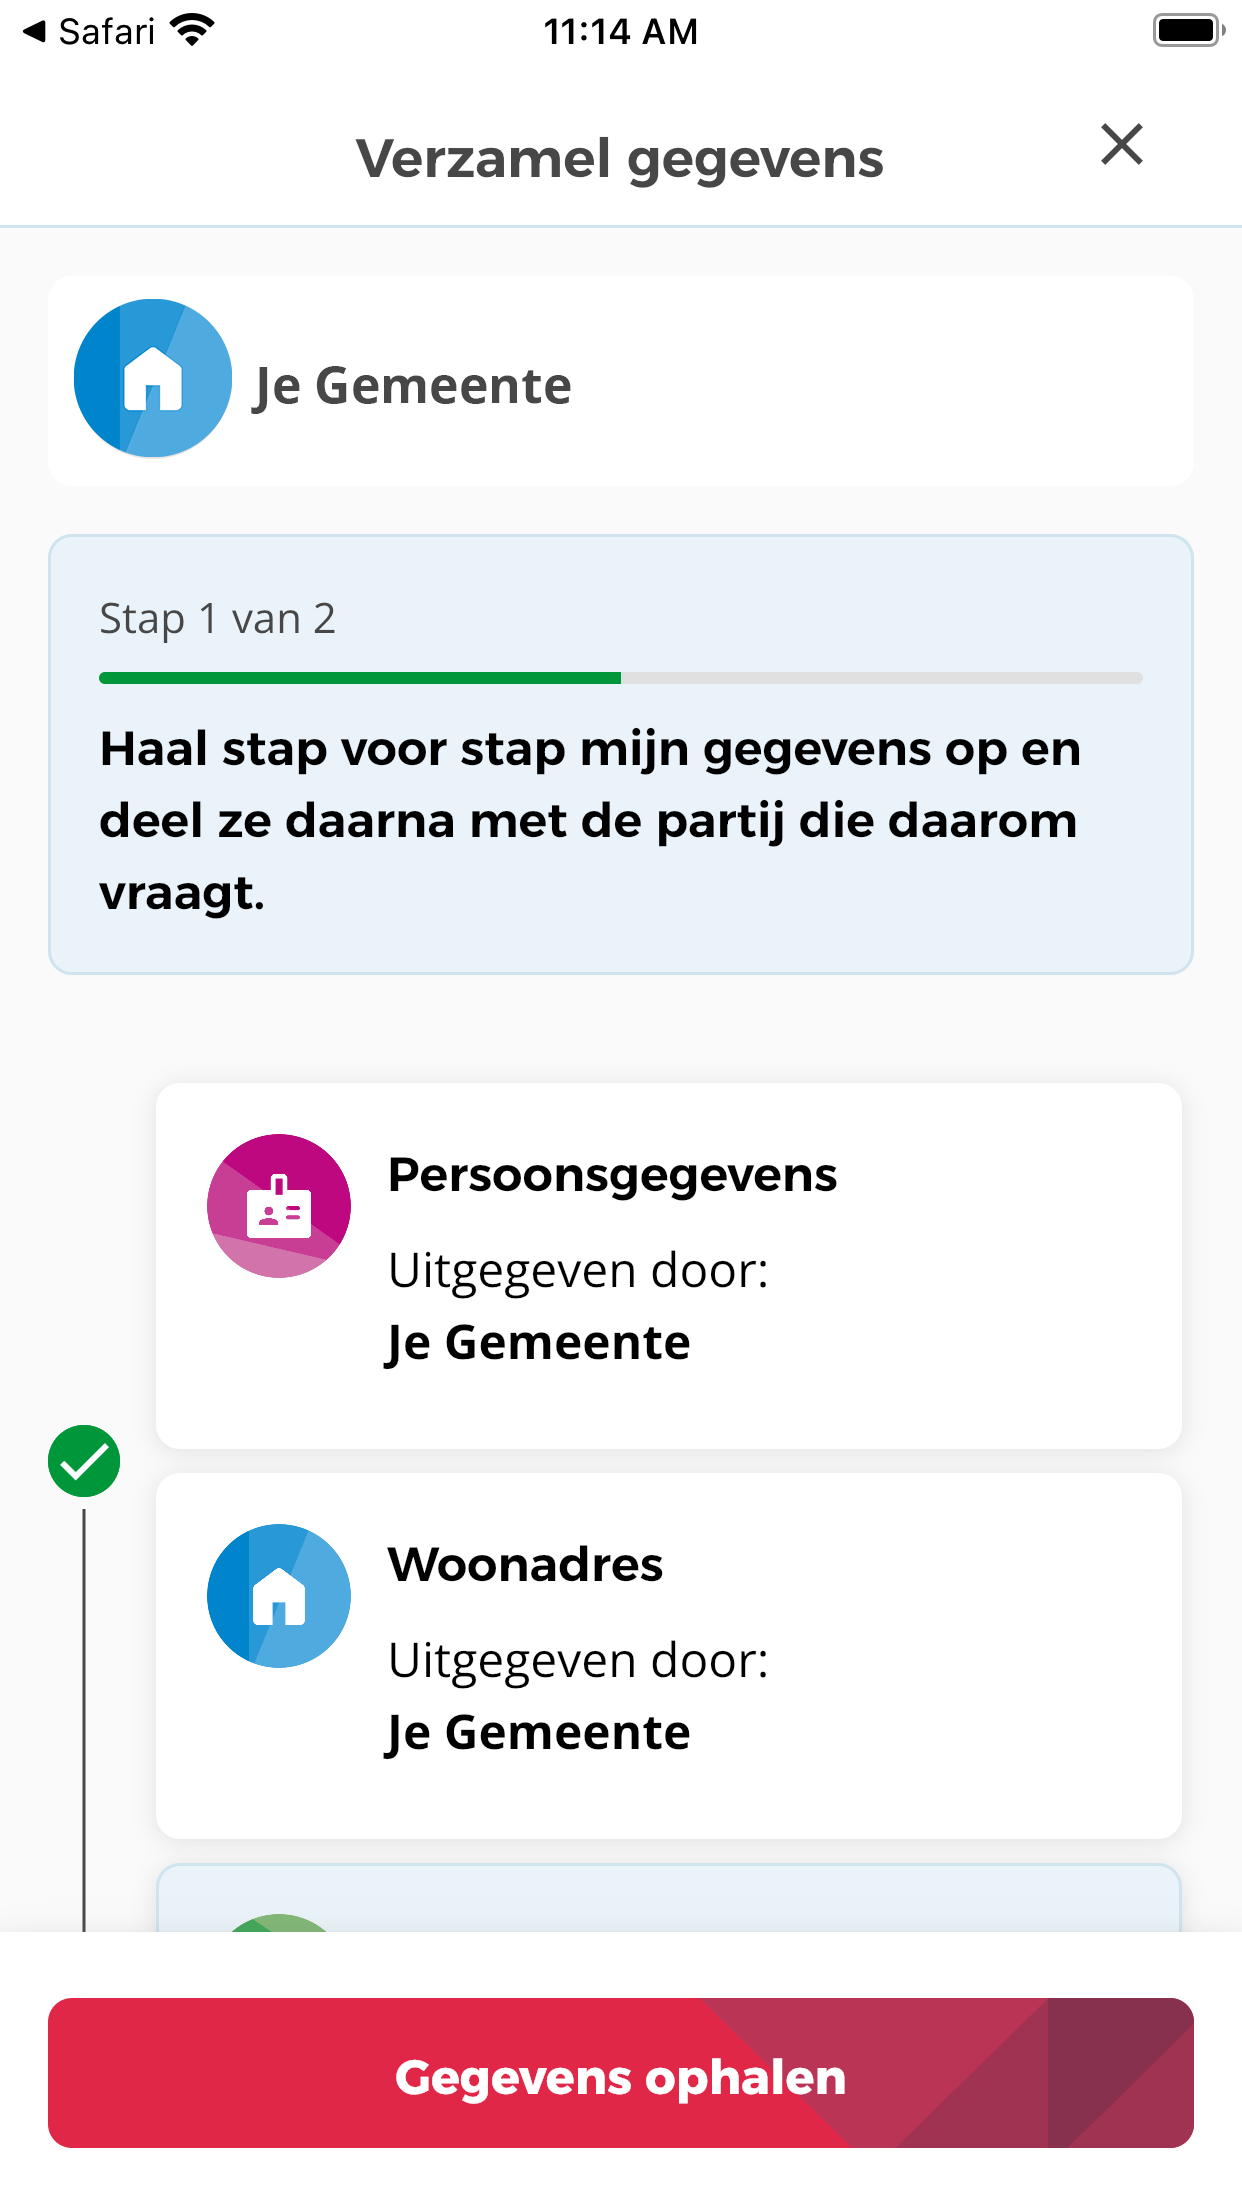 Safari
11:14 AM
Verzamel gegevens
Je Gemeente
Stap 1 van 2
Haal stap voor stap mijn gegevens op en
deel ze daarna met de partij die daarom
vraagt.
Persoonsgegevens
Uitgegeven door:
Je Gemeente
Woonadres
Uitgegeven door:
Je Gemeente
Gegevens ophalen